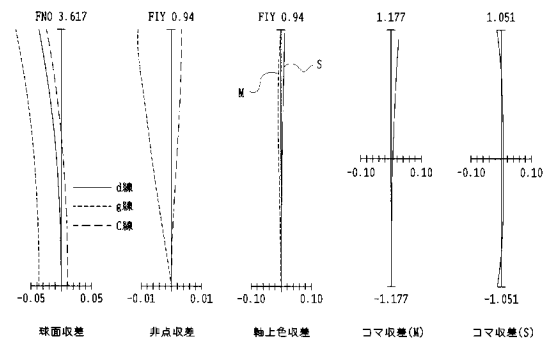 FNO 3.617
FIY 0.94
FIY 0.94
1.177
1.051
S
M
-0.10 0.10
-0.10 0.10
d線
g線
C線
-0.05 0.05
-0.01 0.01
-0.10 0.10
-1.177
-1.051
球面収差
非点収差
軸上色収差
コマ収差(M)
コマ収差(S)